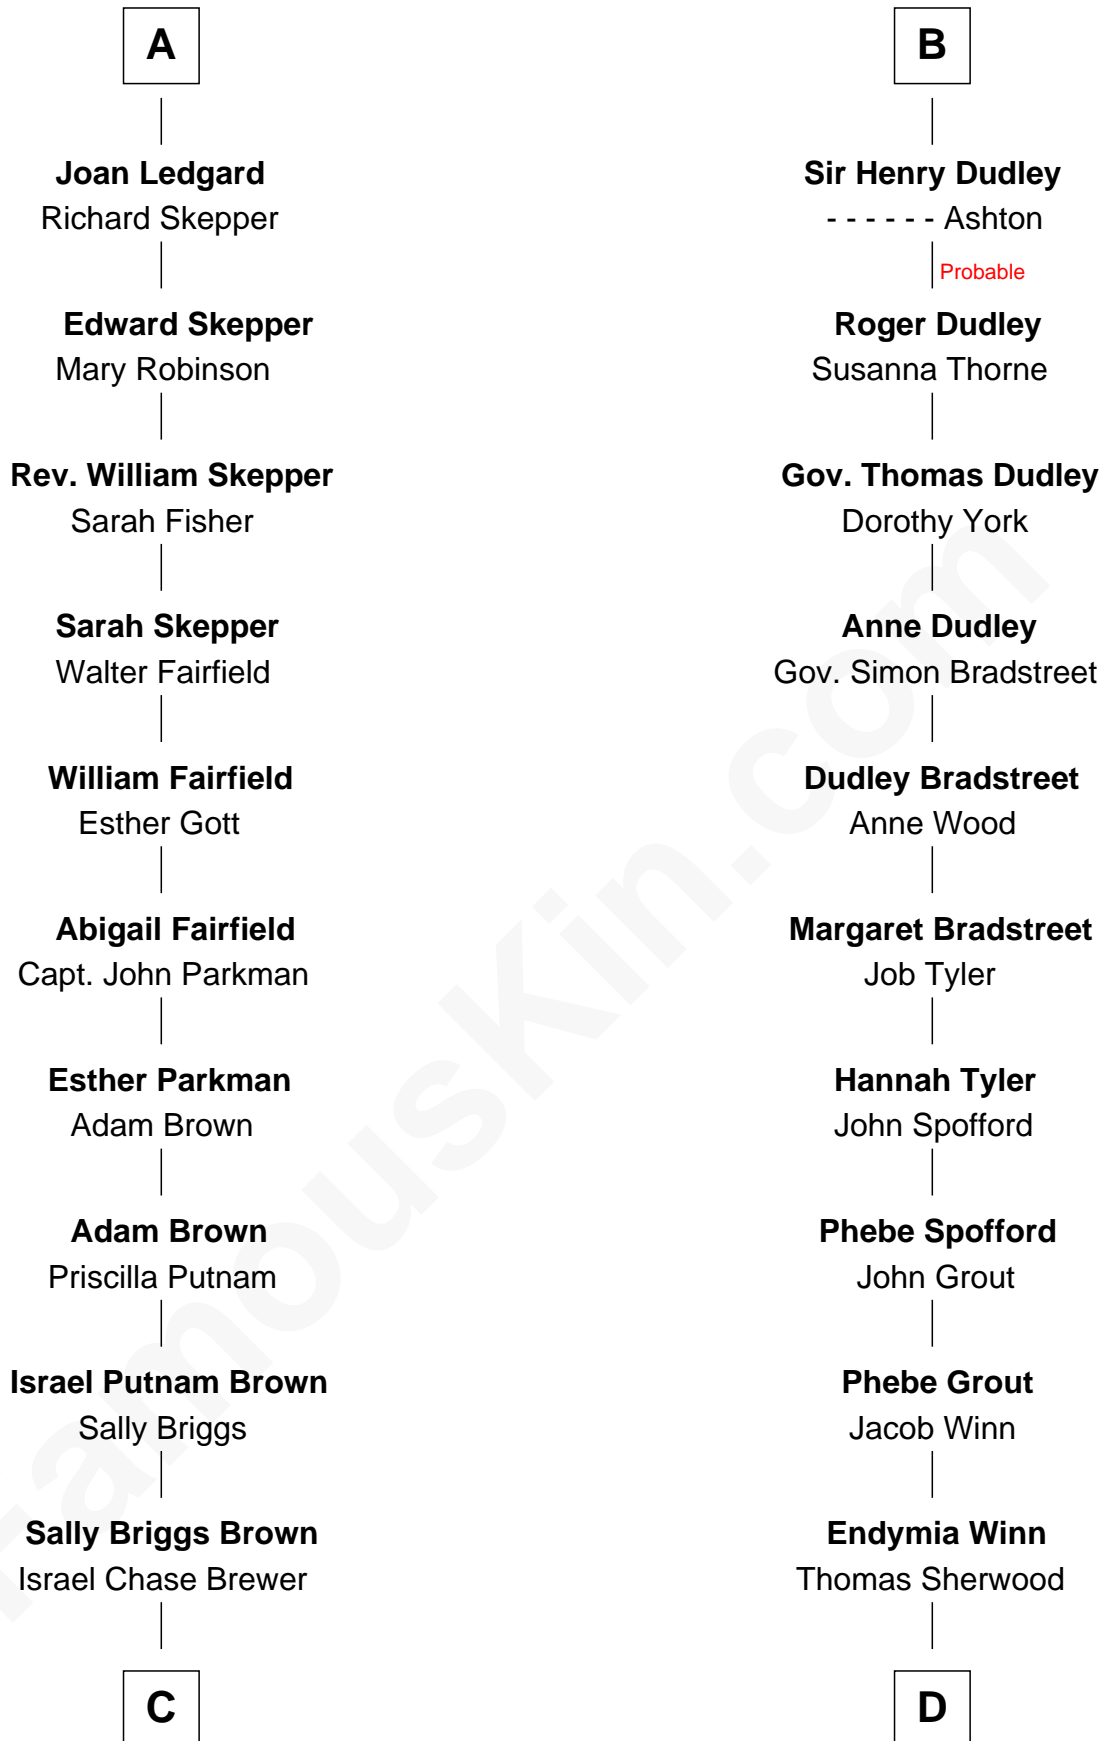 A
Joan Ledgard
Richard Skepper
Edward Skepper
Mary Robinson
Rev. William Skepper
Sarah Fisher
Sarah Skepper
Walter Fairfield
William Fairfield
Esther Gott
Abigail Fairfield
Capt. John Parkman
Esther Parkman
Adam Brown
Adam Brown
Priscilla Putnam
Israel Putnam Brown
Sally Briggs
Sally Briggs Brown
Israel Chase Brewer
C
B
Sir Henry Dudley
- - - - - - Ashton
Probable
Roger Dudley
Susanna Thorne
Gov. Thomas Dudley
Dorothy York
Anne Dudley
Gov. Simon Bradstreet
Dudley Bradstreet
Anne Wood
Margaret Bradstreet
Job Tyler
Hannah Tyler
John Spofford
Phebe Spofford
John Grout
Phebe Grout
Jacob Winn
Endymia Winn
Thomas Sherwood
D
FamousKin.com